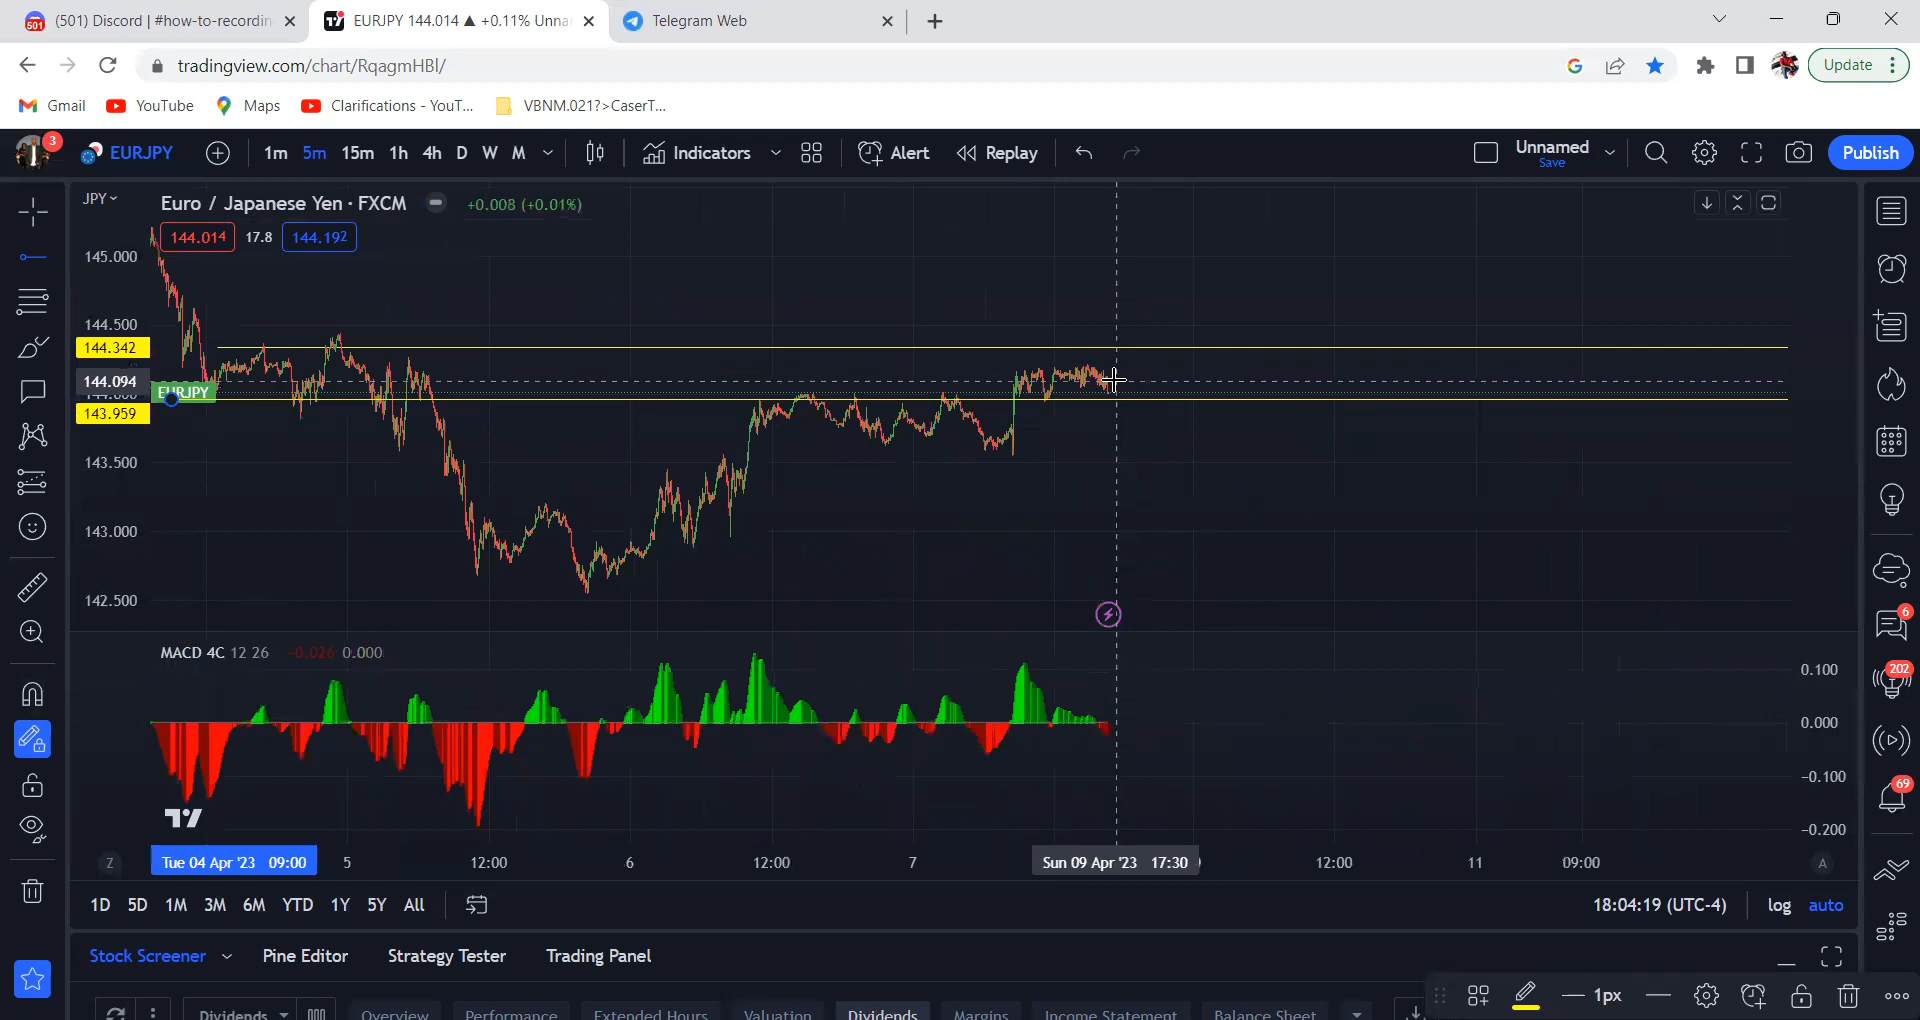 501
(501) Discord | #how-to-recordin
EURJPY 144.014 ▲ +0.11% Unna
Telegram Web
tradingview.com/chart/RqagmHBl/
Update
Gmail
YouTube
Maps
Clarifications - YouT...
VBNM.021?>CaserT...
3
EURJPY
1m 5m 15m 1h 4h D W M
Indicators
Alert
Replay
Unnamed
Save
Publish
JPY
Euro / Japanese Yen · FXCM
+0.008 (+0.01%)
144.014 17.8 144.192
145.000
144.500
144.342
144.094
EURJPY
143.959
143.500
143.000
142.500
MACD 4C 12 26 -0.026 0.000
0.100
0.000
-0.100
-0.200
6
202
69
Z
Tue 04 Apr '23 09:00
5
12:00
6
12:00
7
Sun 09 Apr '23 17:30
12:00
11
09:00
A
1D 5D 1M 3M 6M YTD 1Y 5Y All
18:04:19 (UTC-4)
log auto
Stock Screener
Pine Editor
Strategy Tester
Trading Panel
1px
Dividends
Overview
Performance
Extended Hours
Valuation
Dividends
Margins
Income Statement
Balance Sheet